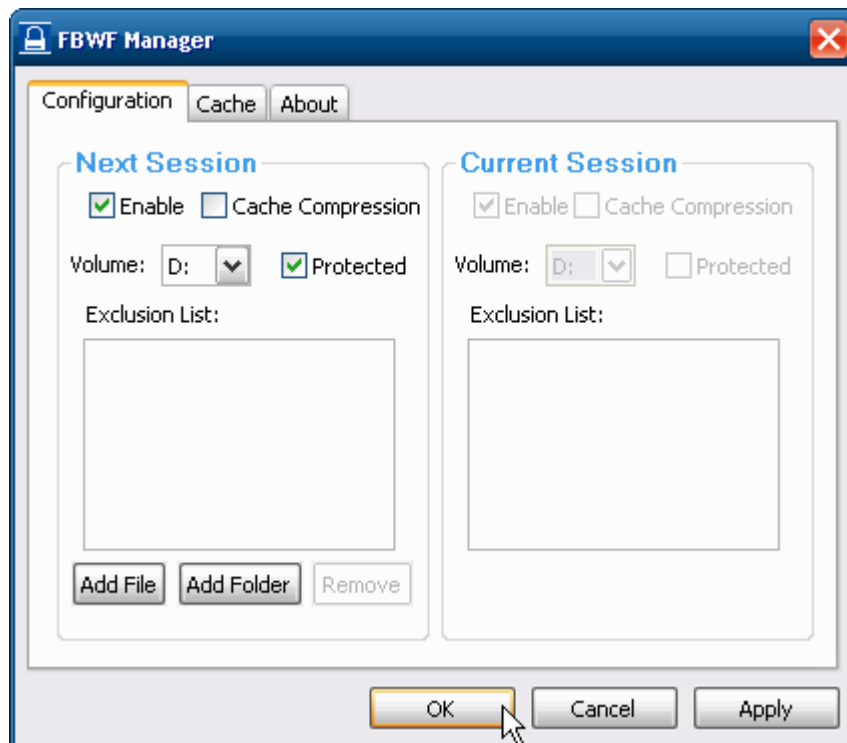 FBWF Manager
Configuration Cache About
Next Session
Enable Cache Compression
Volume: D: Protected
Exclusion List:
Add File Add Folder Remove
Current Session
Enable Cache Compression
Volume: D: Protected
Exclusion List:
OK Cancel Apply